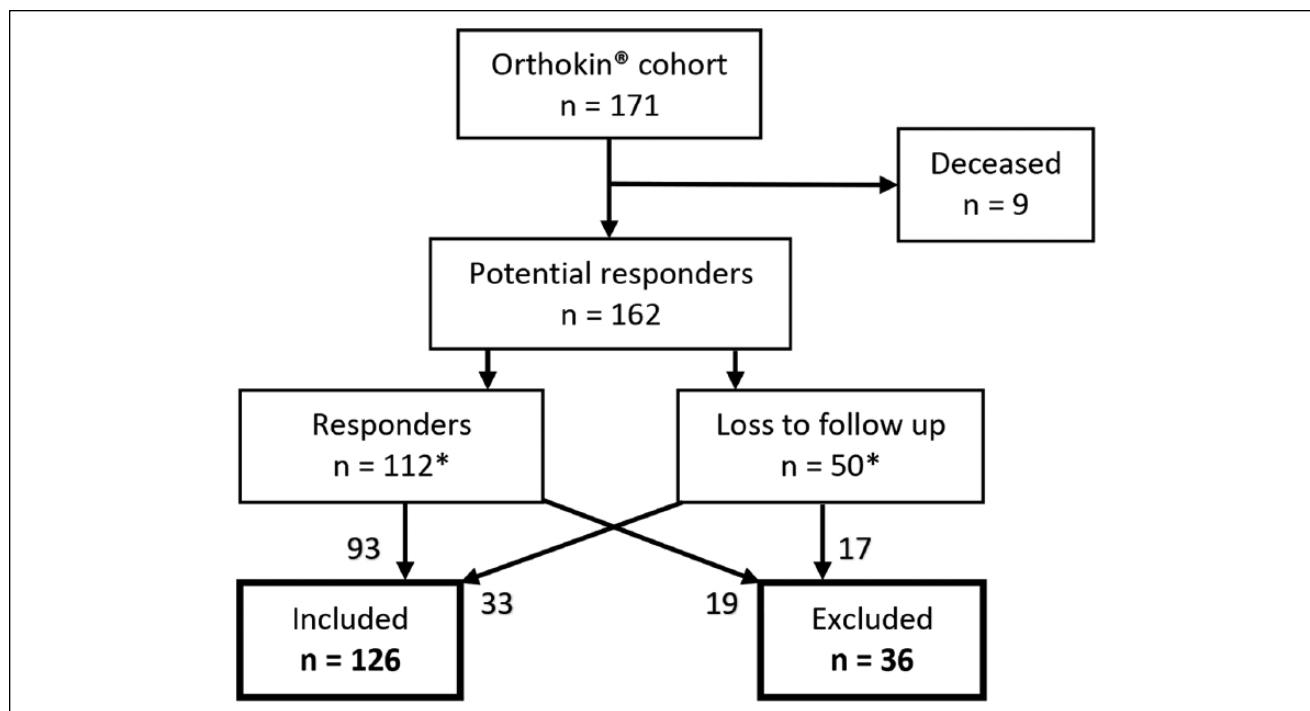 Orthokin® cohort
n = 171
Deceased
n = 9
Potential responders
n = 162
Responders
n = 112*
Loss to follow up
n = 50*
93
33
19
17
Included
n = 126
Excluded
n = 36